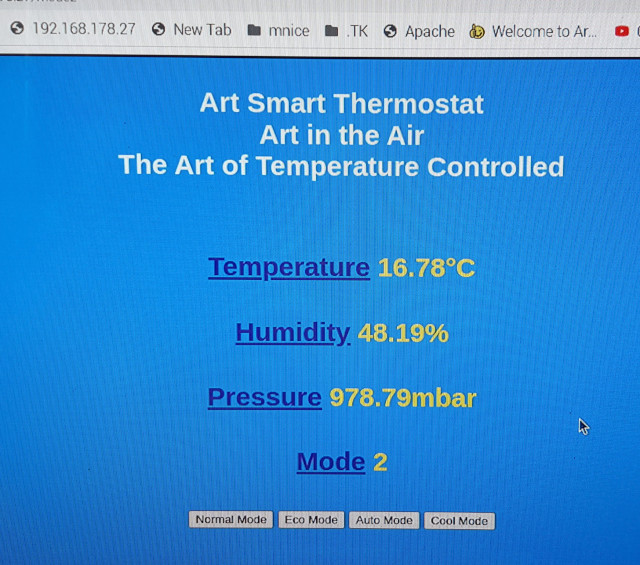 192.168.178.27 New Tab mnice .TK Apache Welcome to Ar...
Art Smart Thermostat
Art in the Air
The Art of Temperature Controlled
Temperature 16.78°C
Humidity 48.19%
Pressure 978.79mbar
Mode 2
Normal Mode Eco Mode Auto Mode Cool Mode